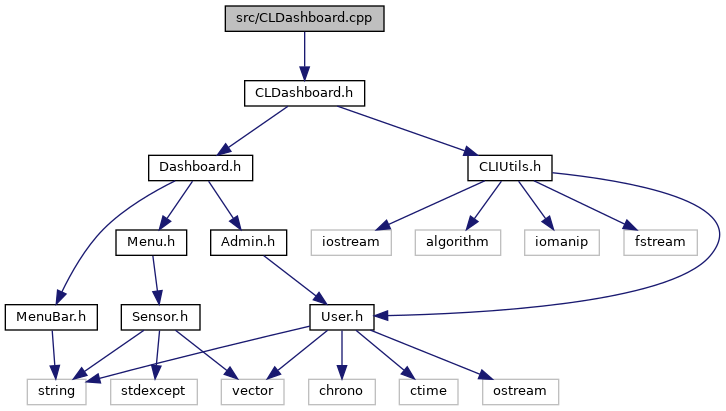 src/CLDashboard.cpp
CLDashboard.h
Dashboard.h
CLIUtils.h
Menu.h
Admin.h
iostream
algorithm
iomanip
fstream
MenuBar.h
Sensor.h
User.h
string
stdexcept
vector
chrono
ctime
ostream